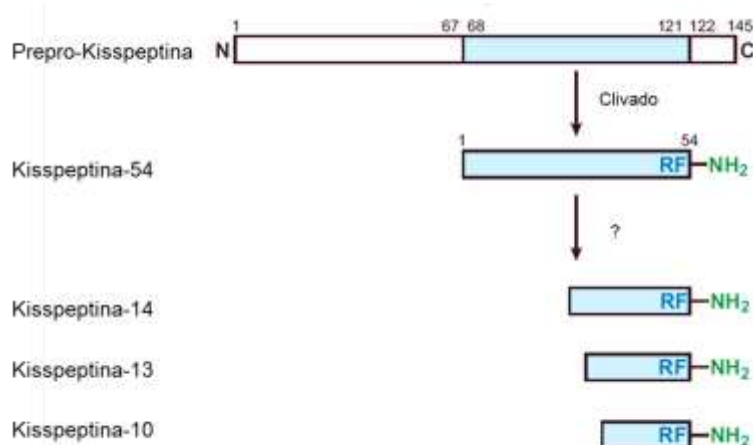 1 67 68 121 122 145
Prepro-Kisspeptina N C
Clivado
1 54
Kisspeptina-54 RF NH₂
?
Kisspeptina-14 RF NH₂
Kisspeptina-13 RF NH₂
Kisspeptina-10 RF NH₂